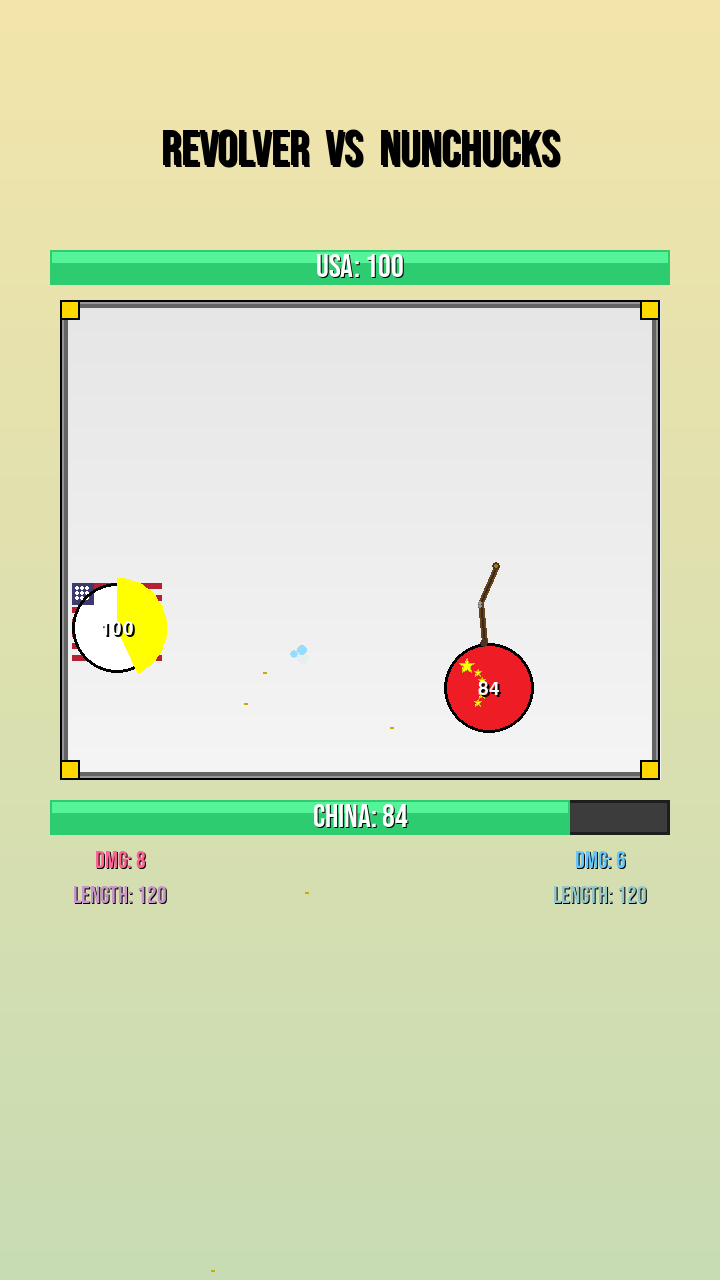 REVOLVER VS NUNCHUCKS
USA: 100
100
84
CHINA: 84
DMG: 8
DMG: 6
LENGTH: 120
LENGTH: 120